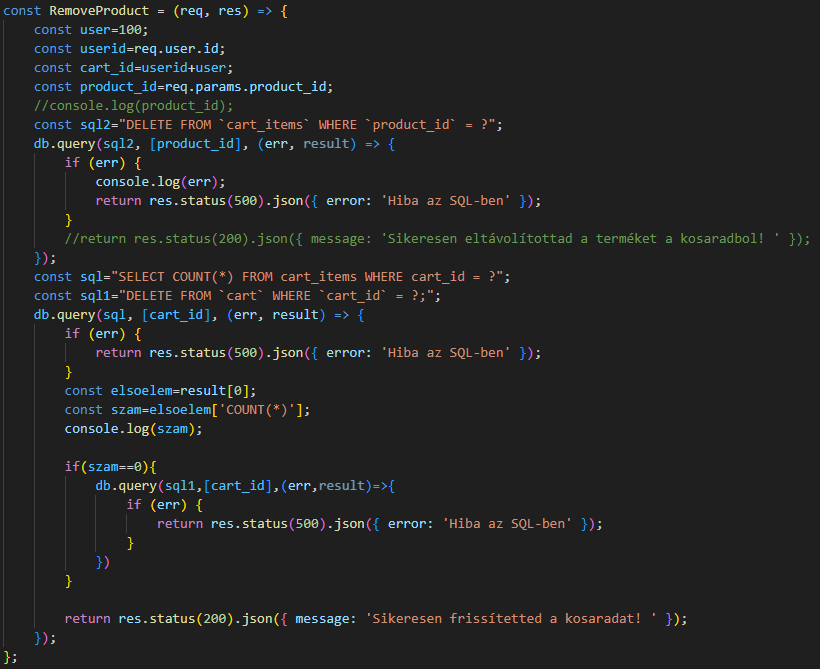 const RemoveProduct = (req, res) => {
    const user=100;
    const userid=req.user.id;
    const cart_id=userid+user;
    const product_id=req.params.product_id;
    //console.log(product_id);
    const sql2="DELETE FROM `cart_items` WHERE `product_id` = ?";
    db.query(sql2, [product_id], (err, result) => {
        if (err) {
            console.log(err);
            return res.status(500).json({ error: 'Hiba az SQL-ben' });
        }
        //return res.status(200).json({ message: 'Sikeresen eltávolítottad a terméket a kosaradbol! ' });
    });
    const sql="SELECT COUNT(*) FROM cart_items WHERE cart_id = ?";
    const sql1="DELETE FROM `cart` WHERE `cart_id` = ?;";
    db.query(sql, [cart_id], (err, result) => {
        if (err) {
            return res.status(500).json({ error: 'Hiba az SQL-ben' });
        }
        const elsoelem=result[0];
        const szam=elsoelem['COUNT(*)'];
        console.log(szam);

        if(szam==0){
            db.query(sql1,[cart_id],(err,result)=>{
                if (err) {
                    return res.status(500).json({ error: 'Hiba az SQL-ben' });
                }
            })
        }

        return res.status(200).json({ message: 'Sikeresen frissítetted a kosaradat! ' });
    });
};